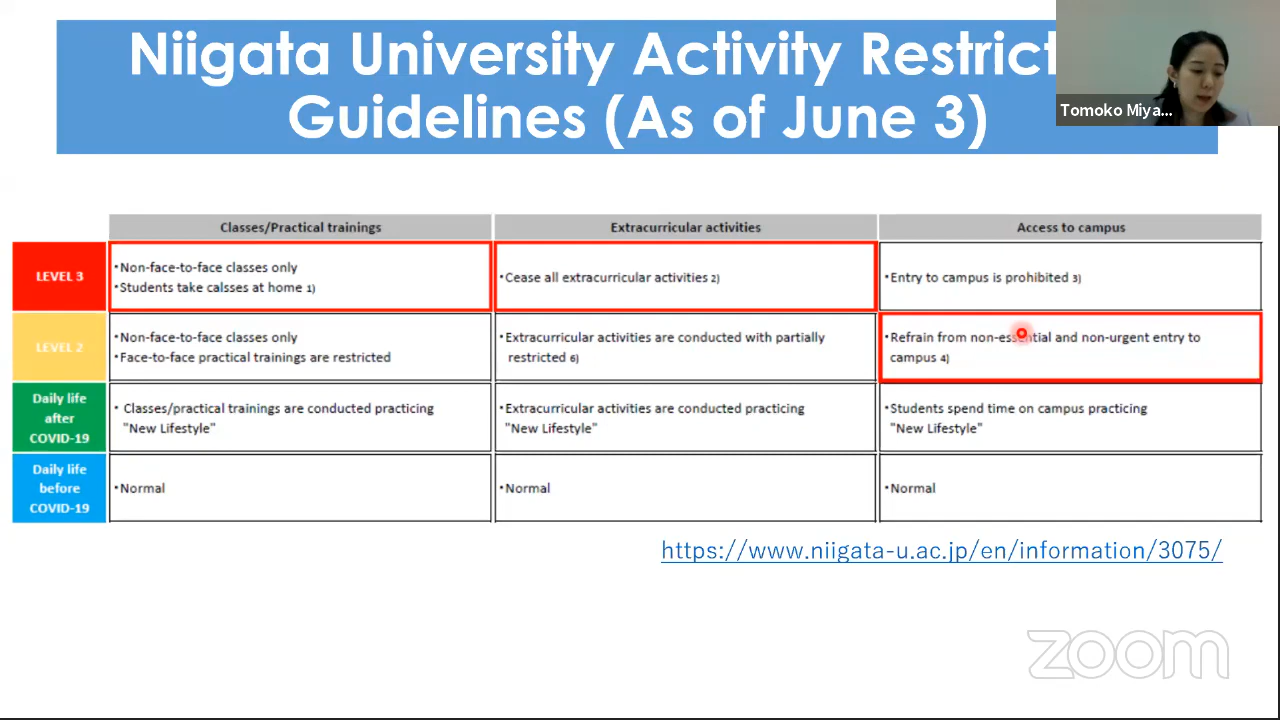 Niigata University Activity Restrict
Guidelines (As of June 3)
Tomoko Miya...
Classes/Practical trainings
Extracurricular activities
Access to campus
LEVEL 3
•Non-face-to-face classes only
•Students take calsses at home 1)
•Cease all extracurricular activities 2)
•Entry to campus is prohibited 3)
LEVEL 2
•Non-face-to-face classes only
•Face-to-face practical trainings are restricted
•Extracurricular activities are conducted with partially
restricted 6)
•Refrain from non-essential and non-urgent entry to
campus 4)
Daily life
after
COVID-19
• Classes/practical trainings are conducted practicing
"New Lifestyle"
•Extracurricular activities are conducted practicing
"New Lifestyle"
•Students spend time on campus practicing
"New Lifestyle"
Daily life
before
COVID-19
•Normal
•Normal
•Normal
https://www.niigata-u.ac.jp/en/information/3075/
zoom